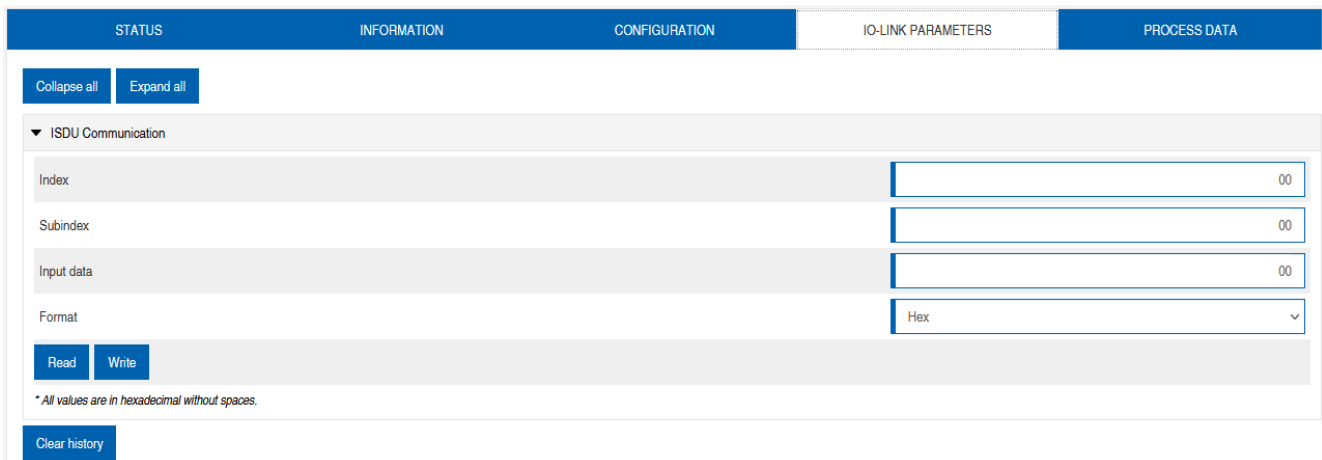 STATUS INFORMATION CONFIGURATION IO-LINK PARAMETERS PROCESS DATA
Collapse all Expand all
ISDU Communication
Index 00
Subindex 00
Input data 00
Format Hex
Read Write
* All values are in hexadecimal without spaces.
Clear history